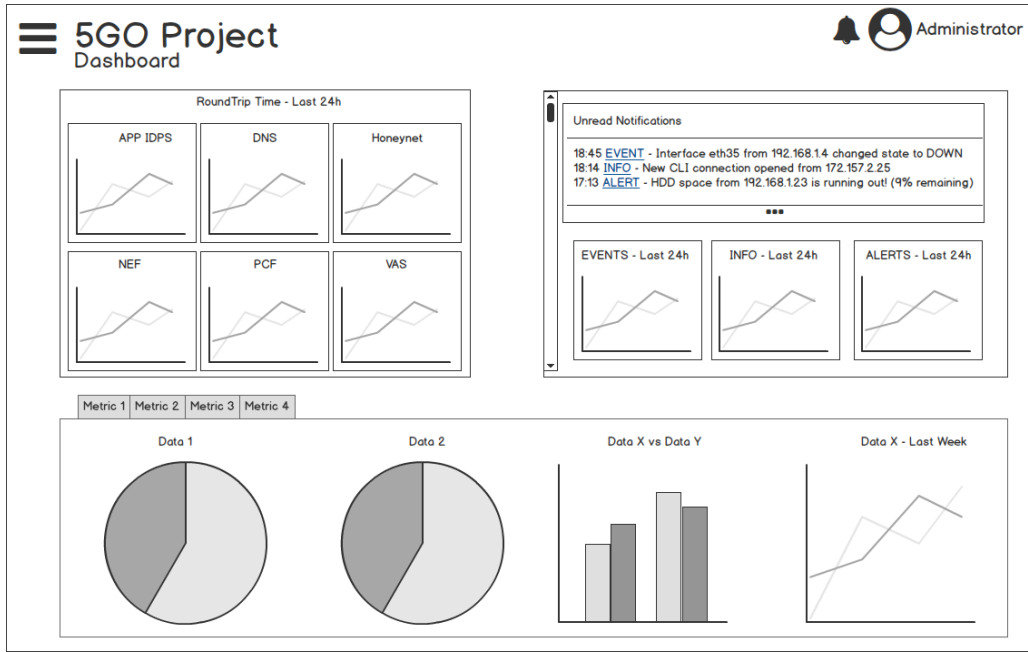 5GO Project
Dashboard
Administrator
RoundTrip Time - Last 24h
APP IDPS
DNS
Honeynet
NEF
PCF
VAS
Unread Notifications
18:45 EVENT - Interface eth35 from 192.168.1.4 changed state to DOWN
18:14 INFO - New CLI connection opened from 172.157.2.25
17:13 ALERT - HDD space from 192.168.1.23 is running out! (9% remaining)
EVENTS - Last 24h
INFO - Last 24h
ALERTS - Last 24h
Metric 1
Metric 2
Metric 3
Metric 4
Data 1
Data 2
Data X vs Data Y
Data X - Last Week